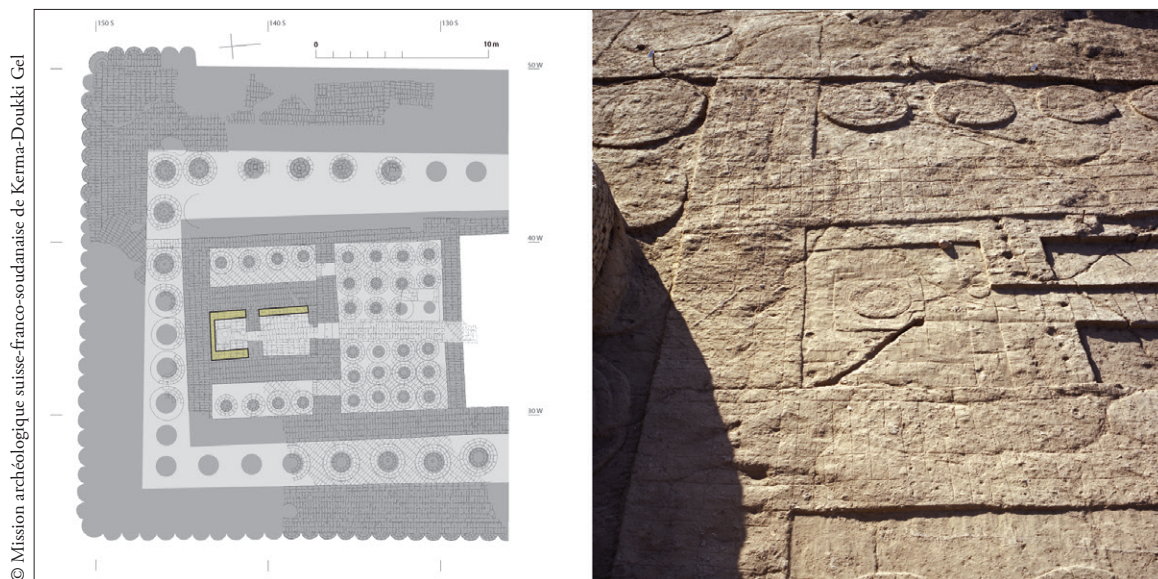 150 S
140 S
130 S
0
10 m
50 W
40 W
30 W
© Mission archéologique suisse-franco-soudanaise de Kerma-Doukki Gel